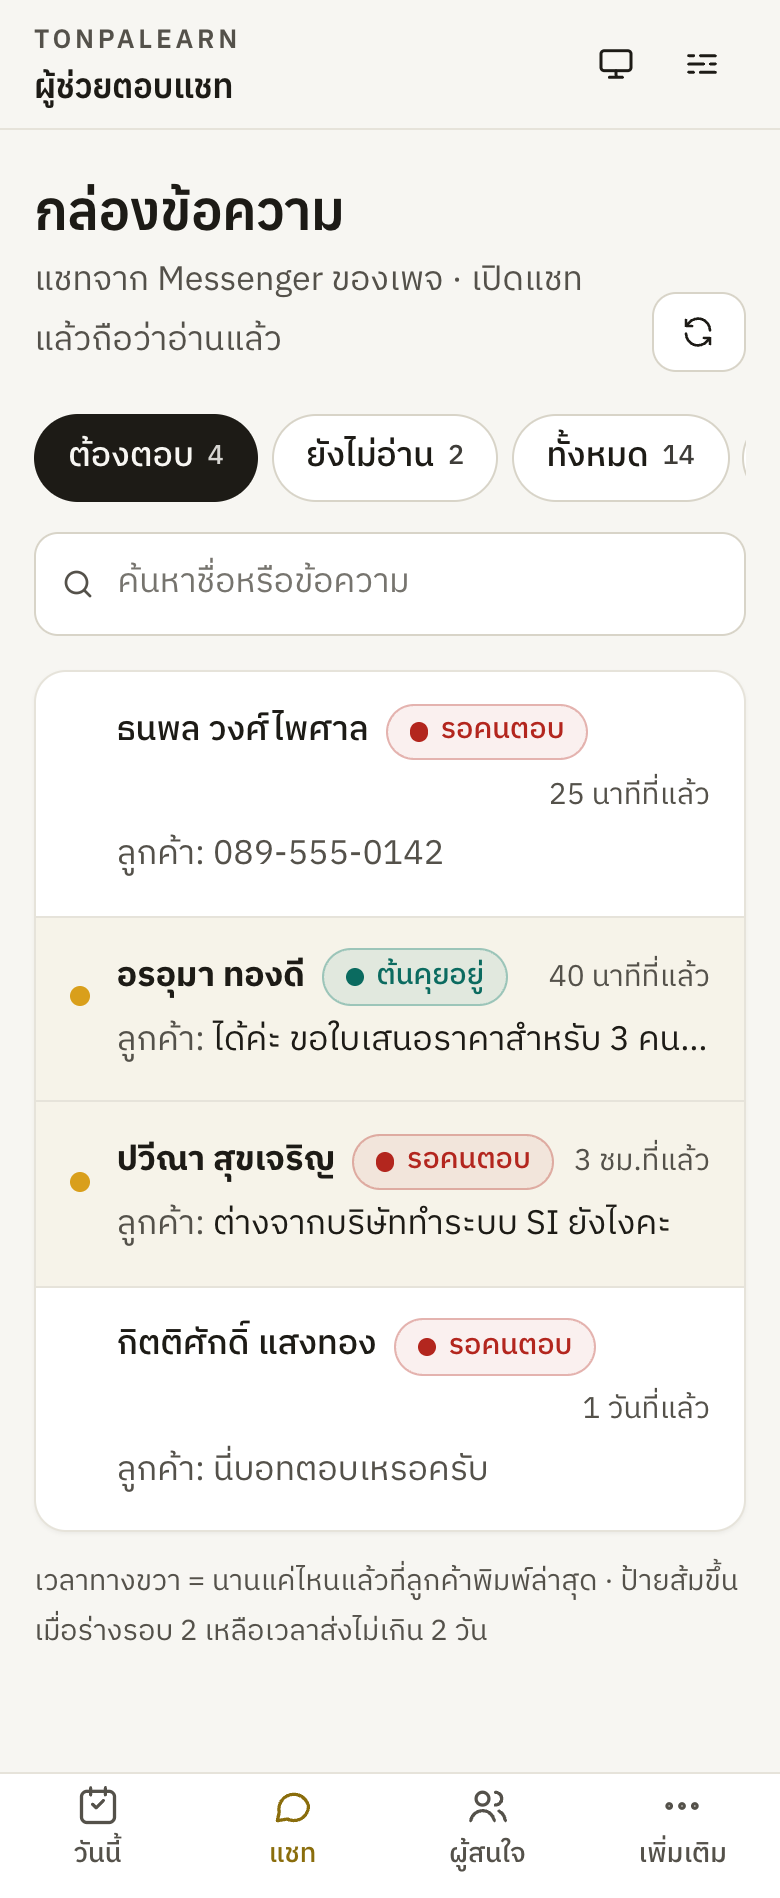 TONPALEARN
ผู้ช่วยตอบแชท
กล่องข้อความ
แชทจาก Messenger ของเพจ · เปิดแชท
แล้วถือว่าอ่านแล้ว
ต้องตอบ 4 ยังไม่อ่าน 2 ทั้งหมด 14
ค้นหาชื่อหรือข้อความ
ธนพล วงศ์ไพศาล รอคนตอบ
25 นาทีที่แล้ว
ลูกค้า: 089-555-0142
อรอุมา ทองดี ต้นคุยอยู่ 40 นาทีที่แล้ว
ลูกค้า: ได้ค่ะ ขอใบเสนอราคาสำหรับ 3 คน...
ปวีณา สุขเจริญ รอคนตอบ 3 ชม.ที่แล้ว
ลูกค้า: ต่างจากบริษัททำระบบ SI ยังไงคะ
กิตติศักดิ์ แสงทอง รอคนตอบ
1 วันที่แล้ว
ลูกค้า: นี่บอทตอบเหรอครับ
เวลาทางขวา = นานแค่ไหนแล้วที่ลูกค้าพิมพ์ล่าสุด · ป้ายส้มขึ้น
เมื่อร่างรอบ 2 เหลือเวลาส่งไม่เกิน 2 วัน
วันนี้ แชท ผู้สนใจ เพิ่มเติม